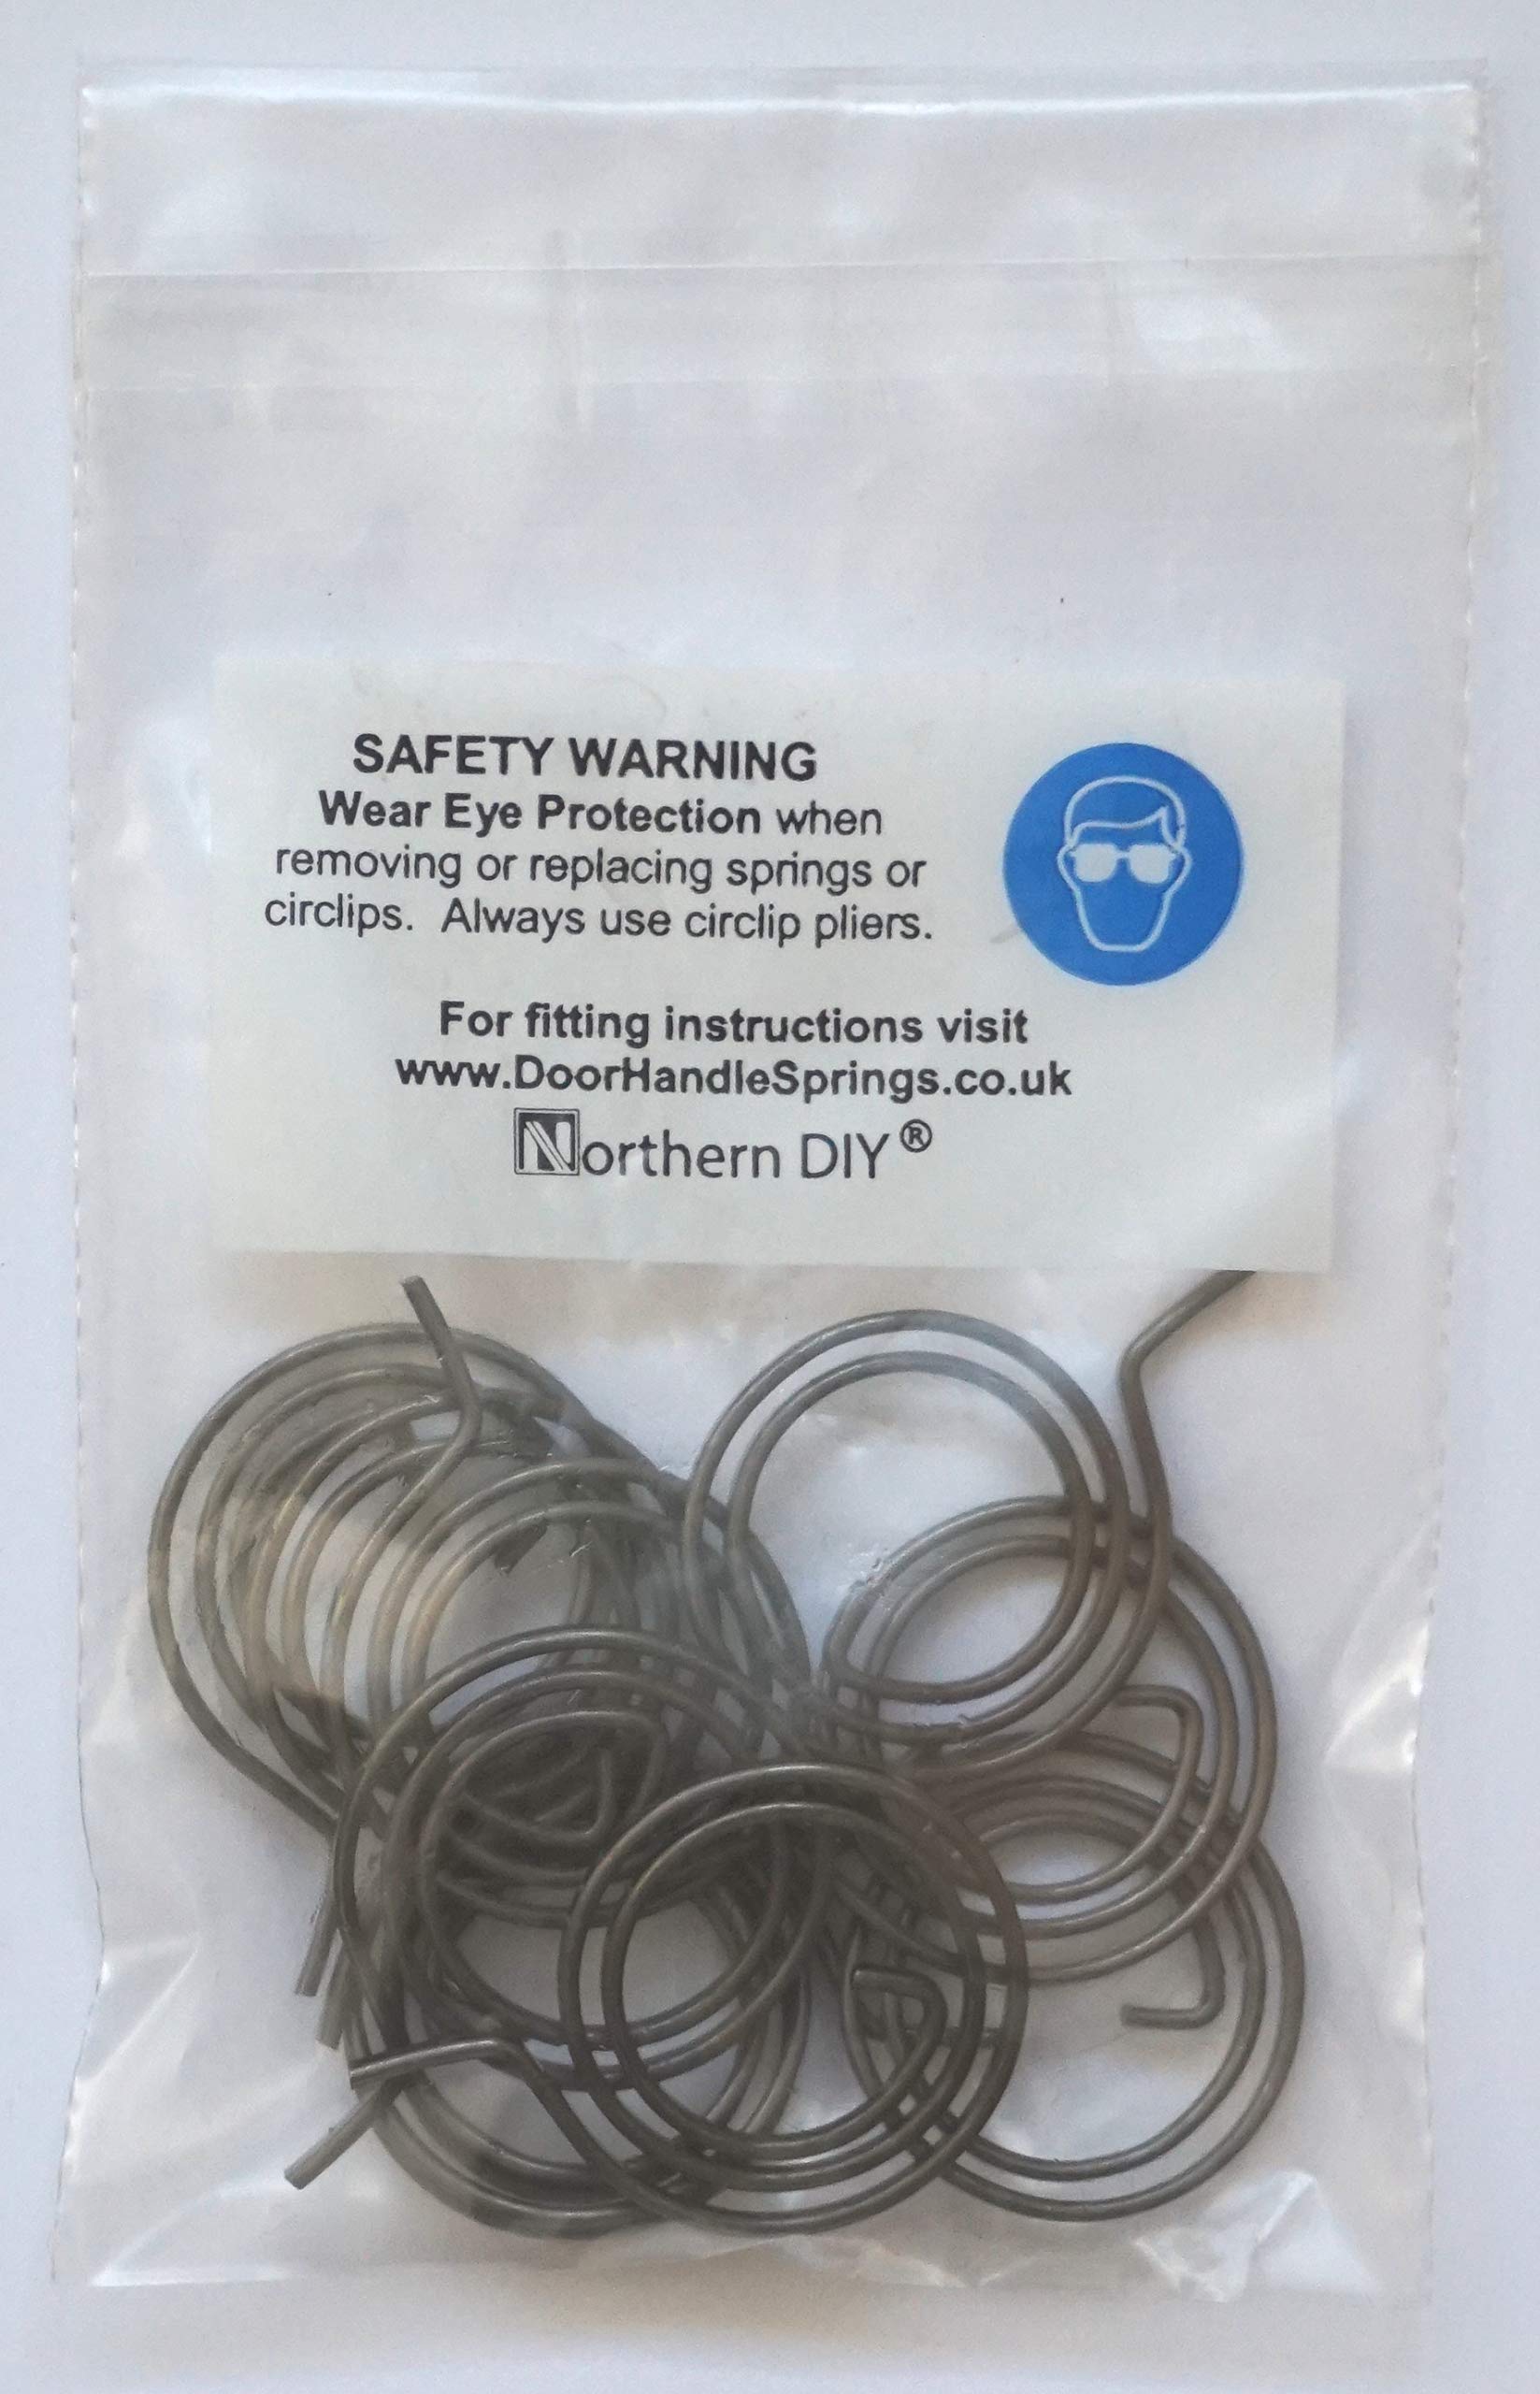 SAFETY WARNING
Wear Eye Protection when
removing or replacing springs or
circlips. Always use circlip pliers.
For fitting instructions visit
www.DoorHandleSprings.co.uk
Northern DIY®